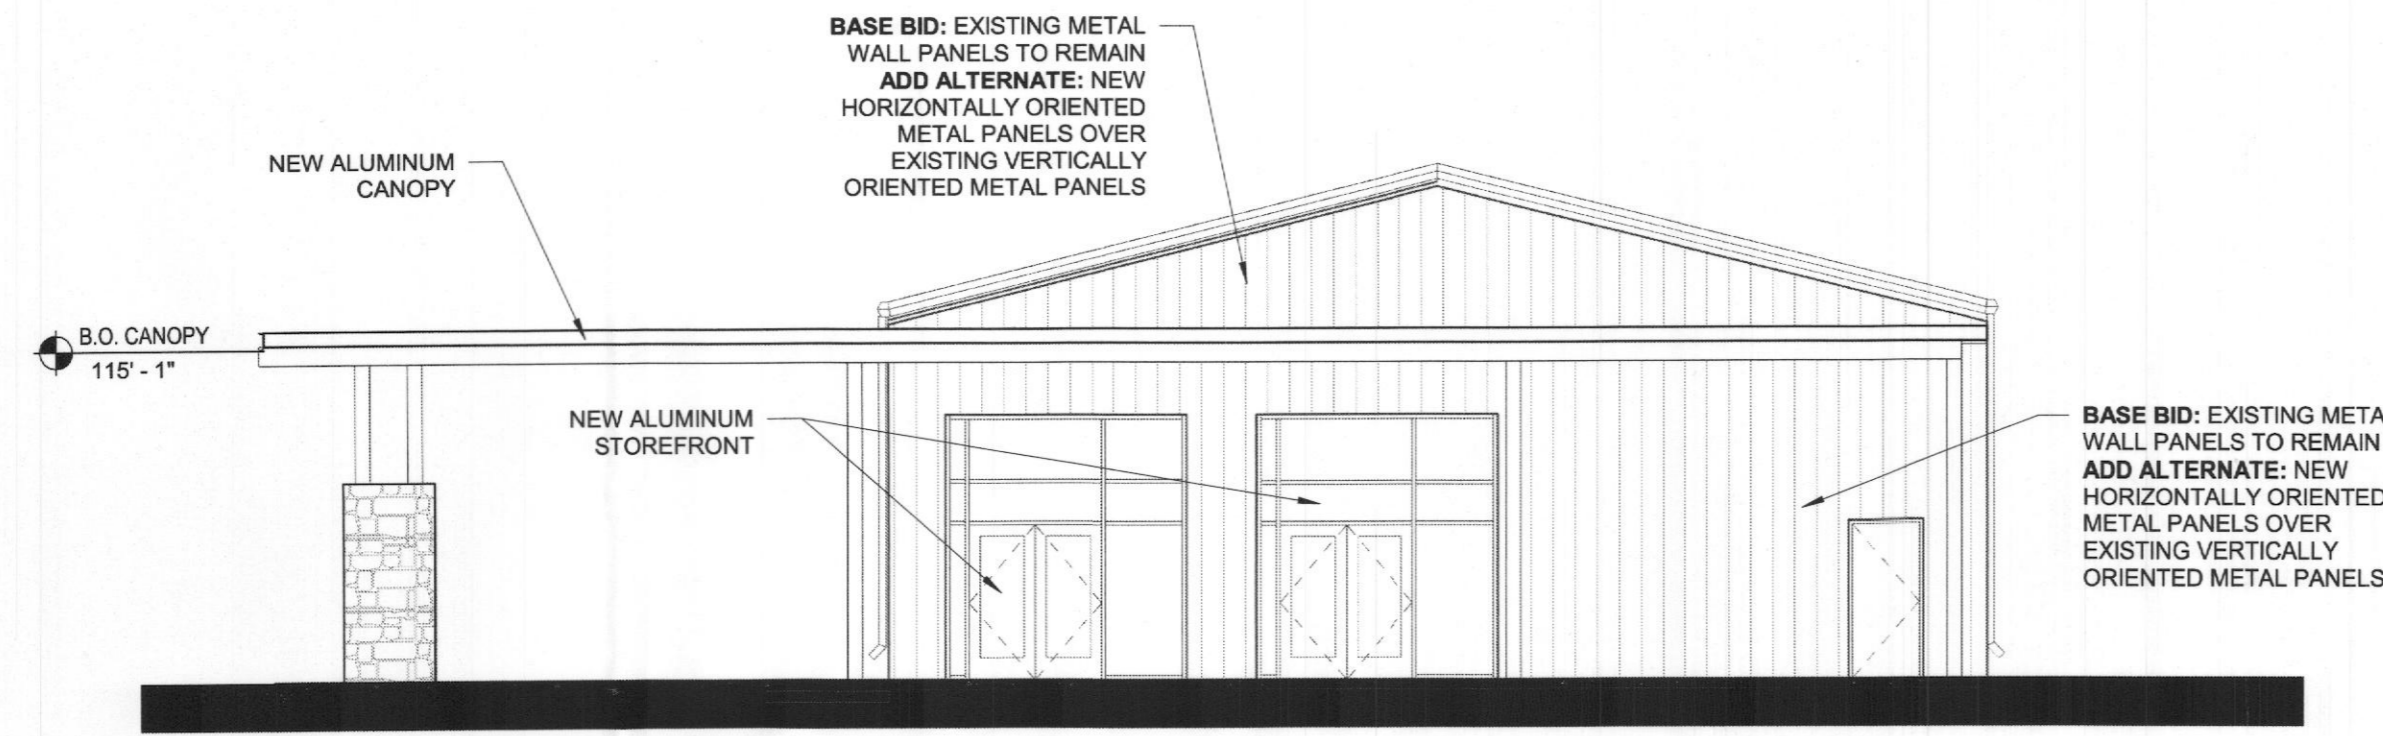 BASE BID: EXISTING METAL
WALL PANELS TO REMAIN
ADD ALTERNATE: NEW
HORIZONTALLY ORIENTED
METAL PANELS OVER
EXISTING VERTICALLY
ORIENTED METAL PANELS
NEW ALUMINUM
CANOPY
B.O. CANOPY
115' - 1"
NEW ALUMINUM
STOREFRONT
BASE BID: EXISTING META
WALL PANELS TO REMAIN
ADD ALTERNATE: NEW
HORIZONTALLY ORIENTED
METAL PANELS OVER
EXISTING VERTICALLY
ORIENTED METAL PANELS